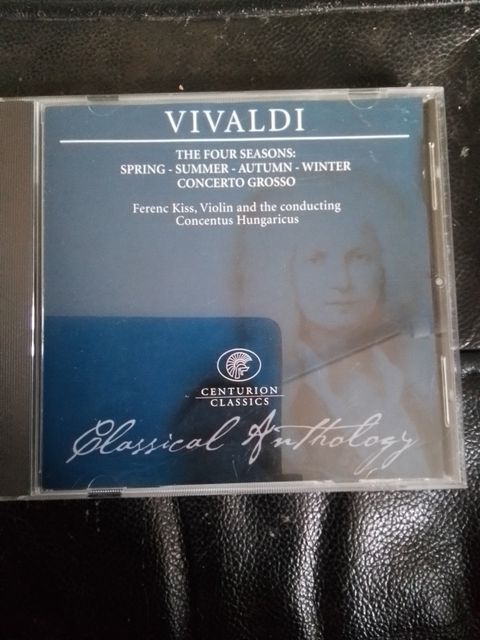 VIVALDI
THE FOUR SEASONS:
SPRING - SUMMER - AUTUMN - WINTER
CONCERTO GROSSO
Ferenc Kiss, Violin and the conducting
Concentus Hungaricus
CENTURION
CLASSICS
Classical Anthology